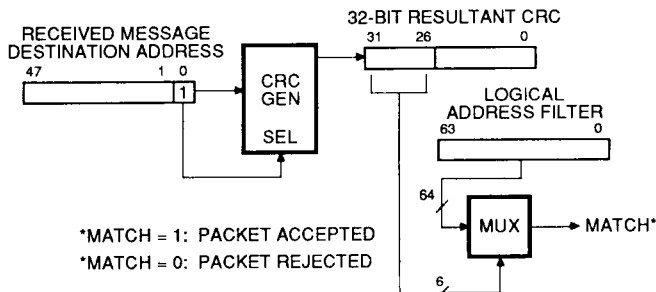 RECEIVED MESSAGE
DESTINATION ADDRESS
47 1 0
1
CRC
GEN
SEL
32-BIT RESULTANT CRC
31 26 0
LOGICAL
ADDRESS FILTER
63 0
64
MUX
MATCH*
6
*MATCH = 1: PACKET ACCEPTED
*MATCH = 0: PACKET REJECTED